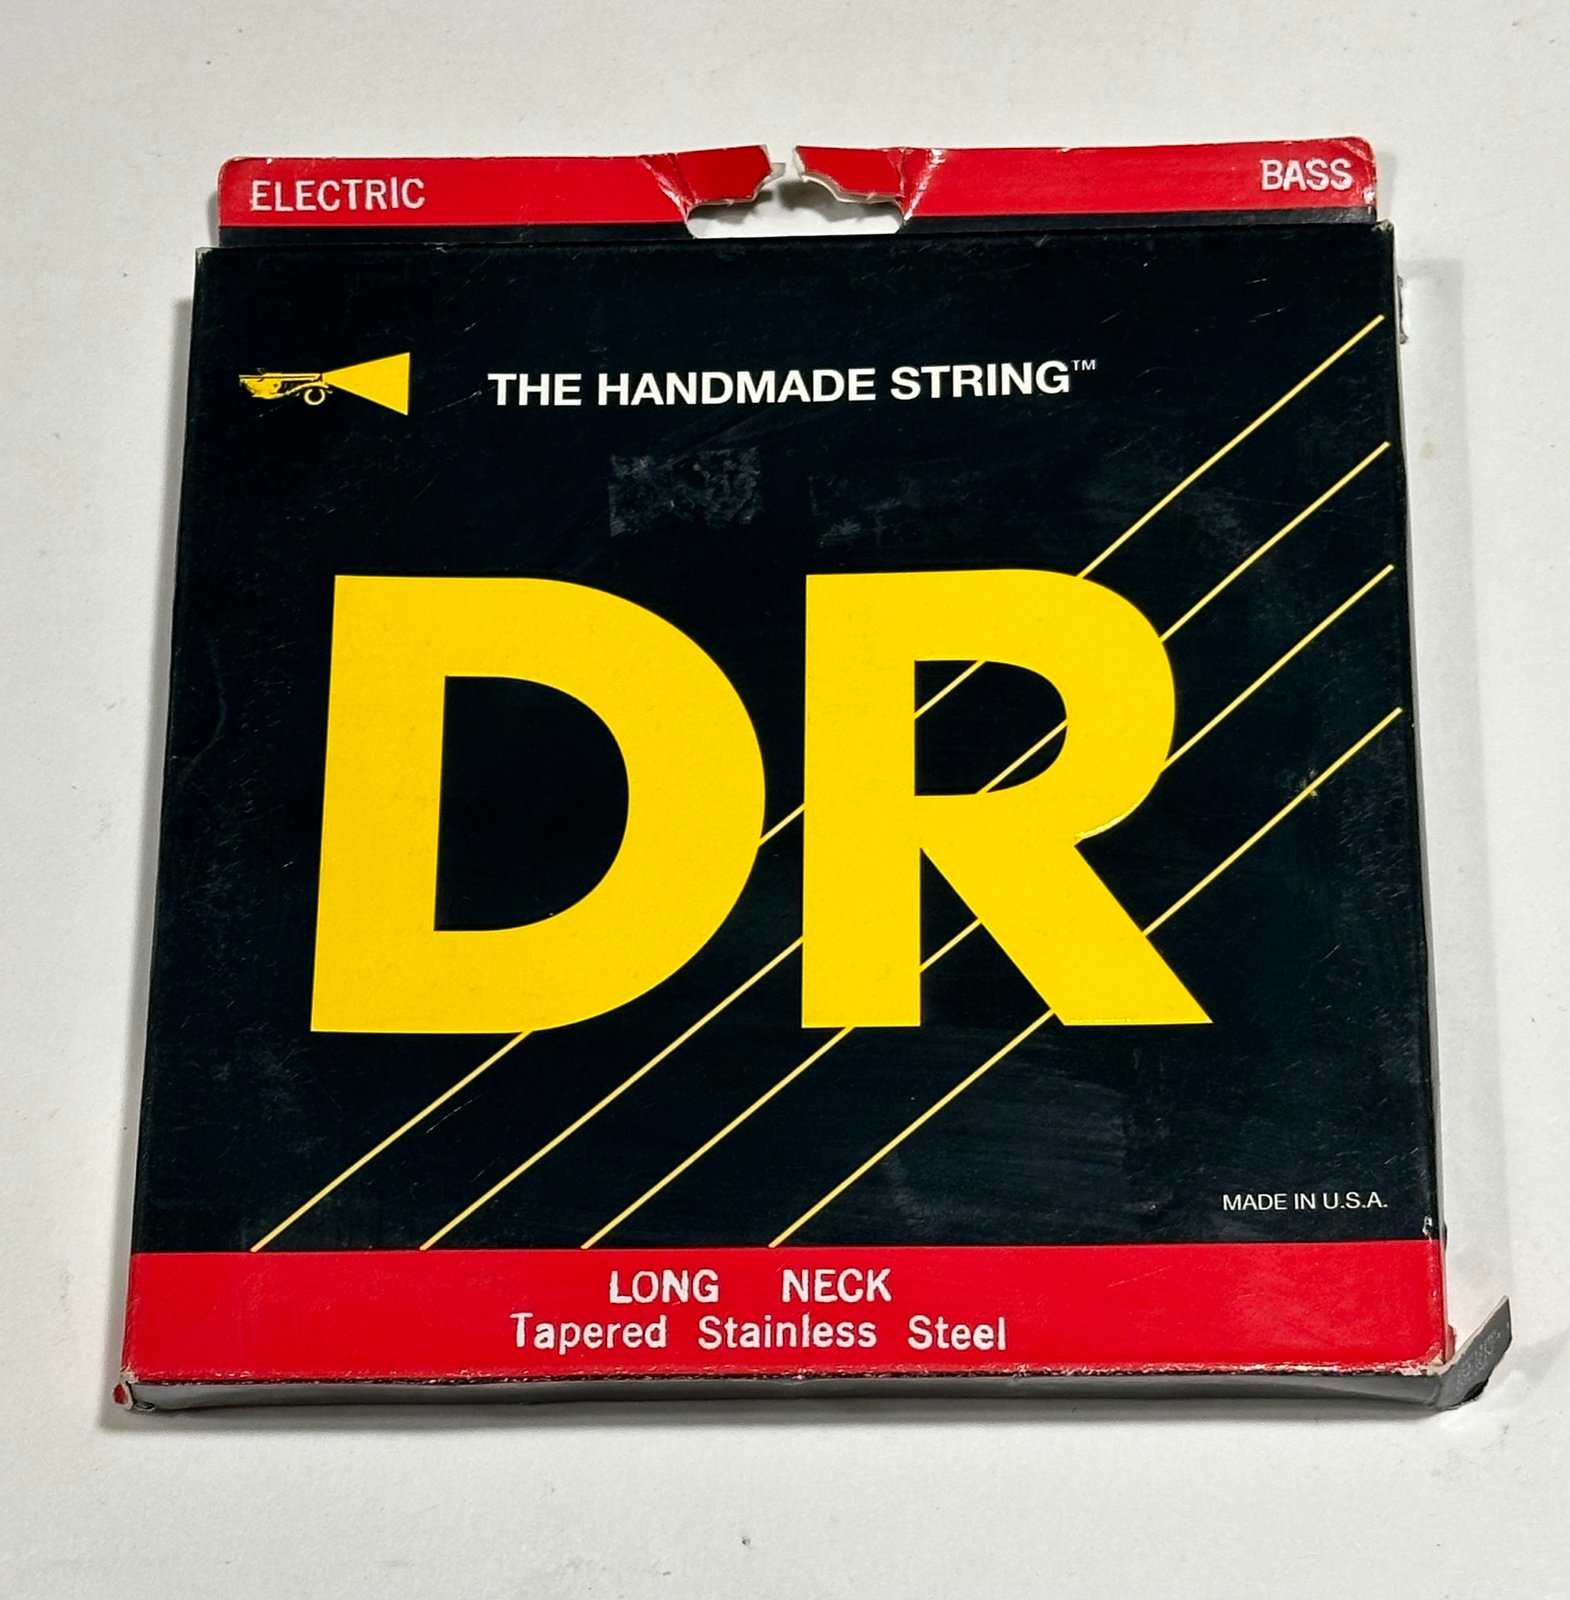 ELECTRIC BASS
THE HANDMADE STRING™
DR
MADE IN U.S.A.
LONG NECK
Tapered Stainless Steel